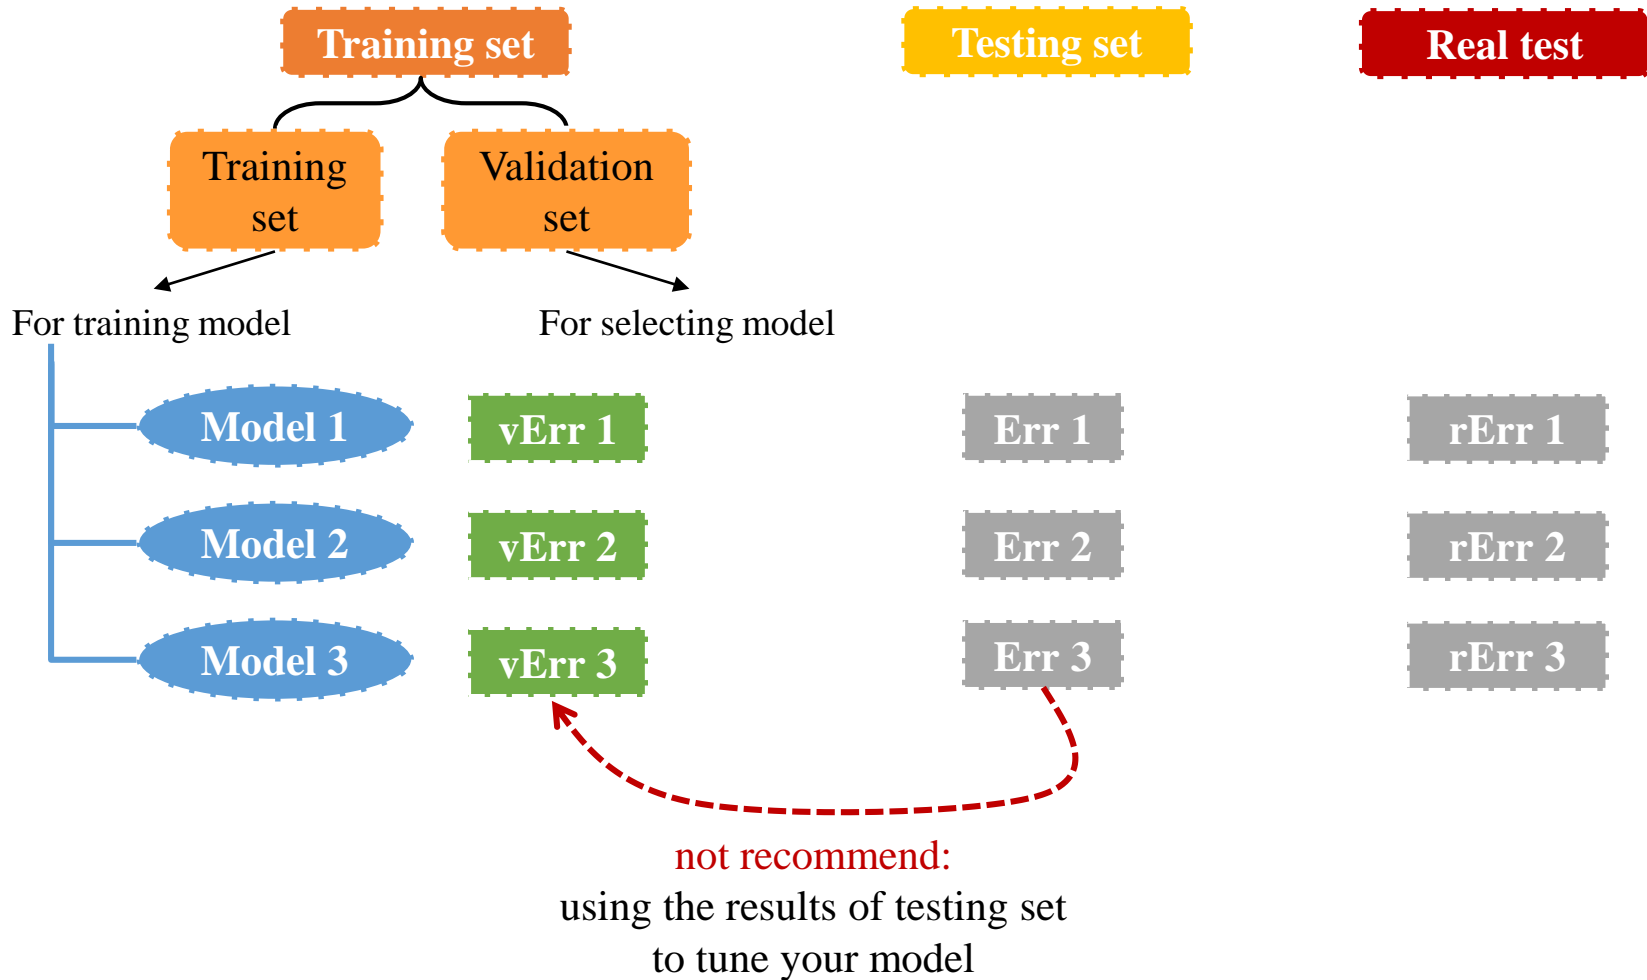 Training set
Testing set
Real test
Training
set
Validation
set
For training model
For selecting model
Model 1
vErr 1
Err 1
rErr 1
Model 2
vErr 2
Err 2
rErr 2
Model 3
vErr 3
Err 3
rErr 3
not recommend:
using the results of testing set
to tune your model